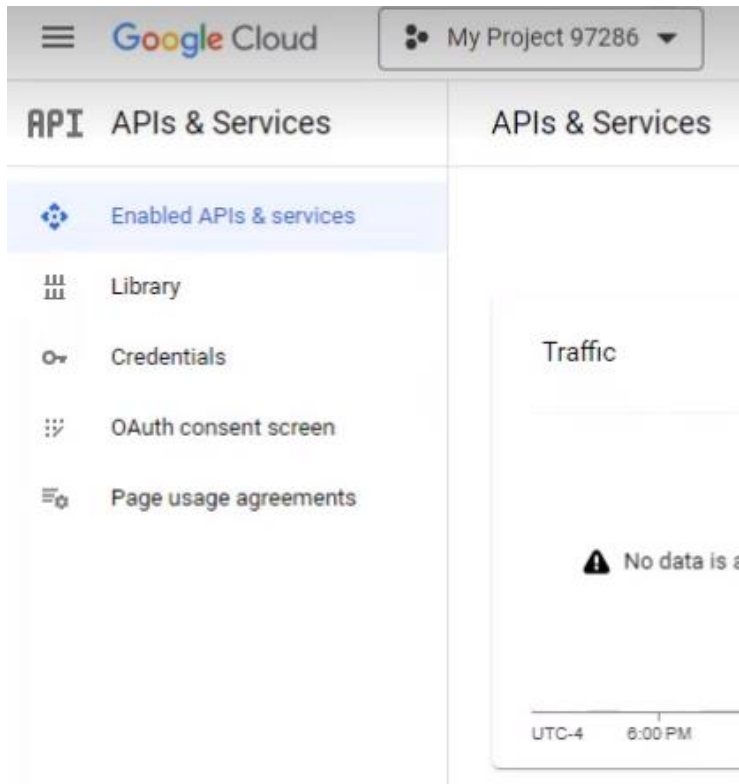 Google Cloud
My Project 97286
API APIs & Services
APIs & Services
Enabled APIs & services
Library
Credentials
OAuth consent screen
Page usage agreements
Traffic
No data is a
UTC-4
6:00 PM